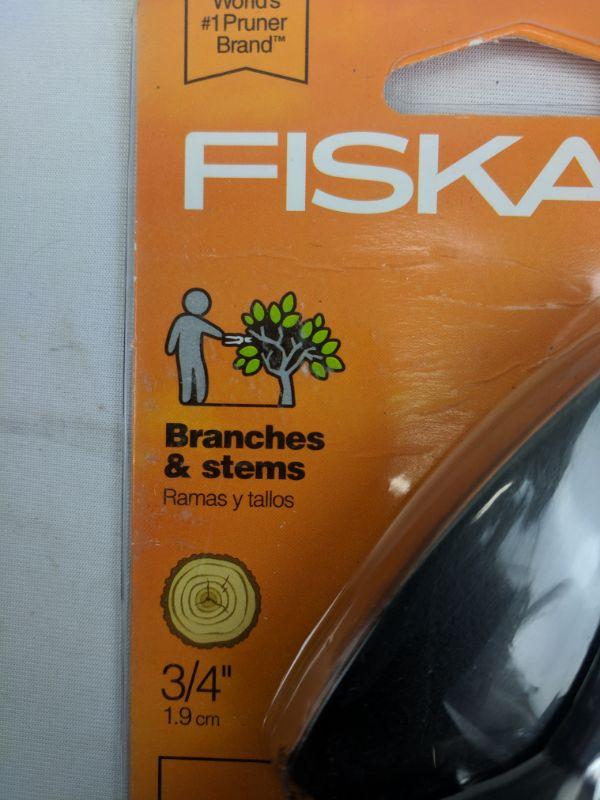 World's
#1 Pruner
Brand™
FISKA
Branches
& stems
Ramas y tallos
3/4"
1.9 cm